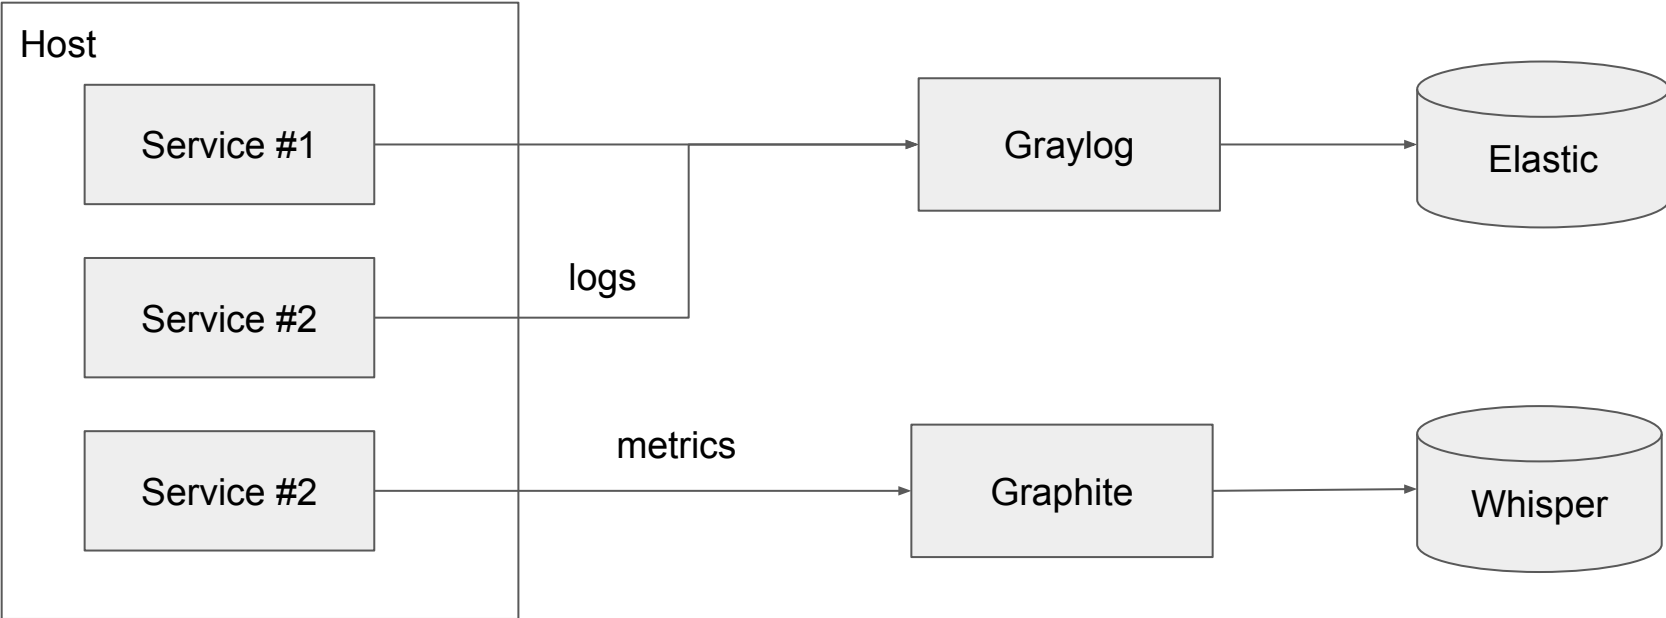 Host
Service #1
Graylog
Elastic
logs
Service #2
metrics
Service #2
Graphite
Whisper